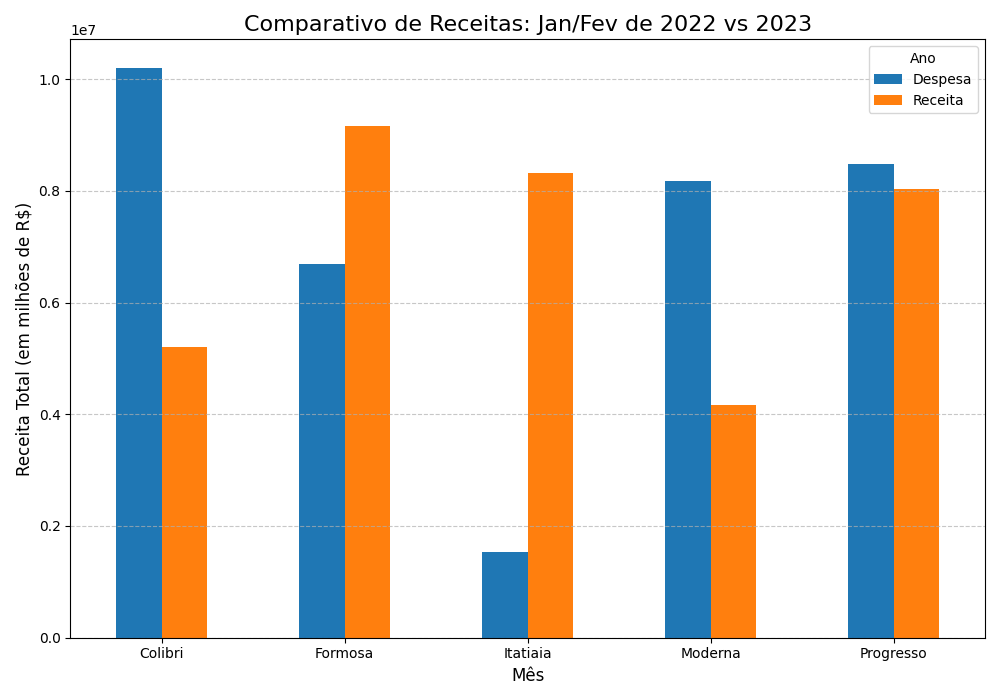 Comparativo de Receitas: Jan/Fev de 2022 vs 2023
1e7
Ano
Despesa
Receita
Receita Total (em milhões de R$)
1.0
0.8
0.6
0.4
0.2
0.0
Colibri Formosa Itatiaia Moderna Progresso
Mês